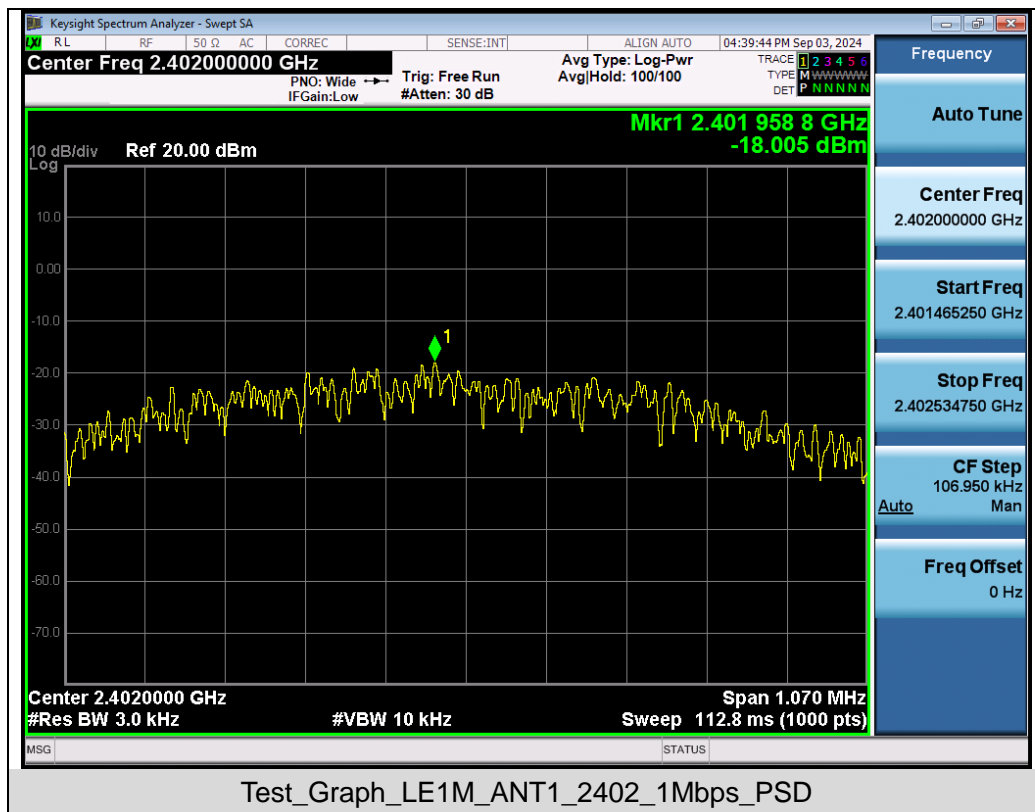 Keysight Spectrum Analyzer - Swept SA
LXI RL RF 50 Ω AC CORREC SENSE:INT ALIGN AUTO 04:39:44 PM Sep 03, 2024
Center Freq 2.402000000 GHz
PNO: Wide
IFGain:Low
Trig: Free Run
#Atten: 30 dB
Avg Type: Log-Pwr
Avg|Hold: 100/100
TRACE 1 2 3 4 5 6
TYPE M WWWWW
DET P N N N N N
Mkr1 2.401 958 8 GHz
-18.005 dBm
10 dB/div Ref 20.00 dBm
Log
10.0
0.00
-10.0
1
-20.0
-30.0
-40.0
-50.0
-60.0
-70.0
Center 2.4020000 GHz Span 1.070 MHz
#Res BW 3.0 kHz #VBW 10 kHz Sweep 112.8 ms (1000 pts)
MSG STATUS
Frequency
Auto Tune
Center Freq
2.402000000 GHz
Start Freq
2.401465250 GHz
Stop Freq
2.402534750 GHz
CF Step
106.950 kHz
Auto Man
Freq Offset
0 Hz
Test_Graph_LE1M_ANT1_2402_1Mbps_PSD